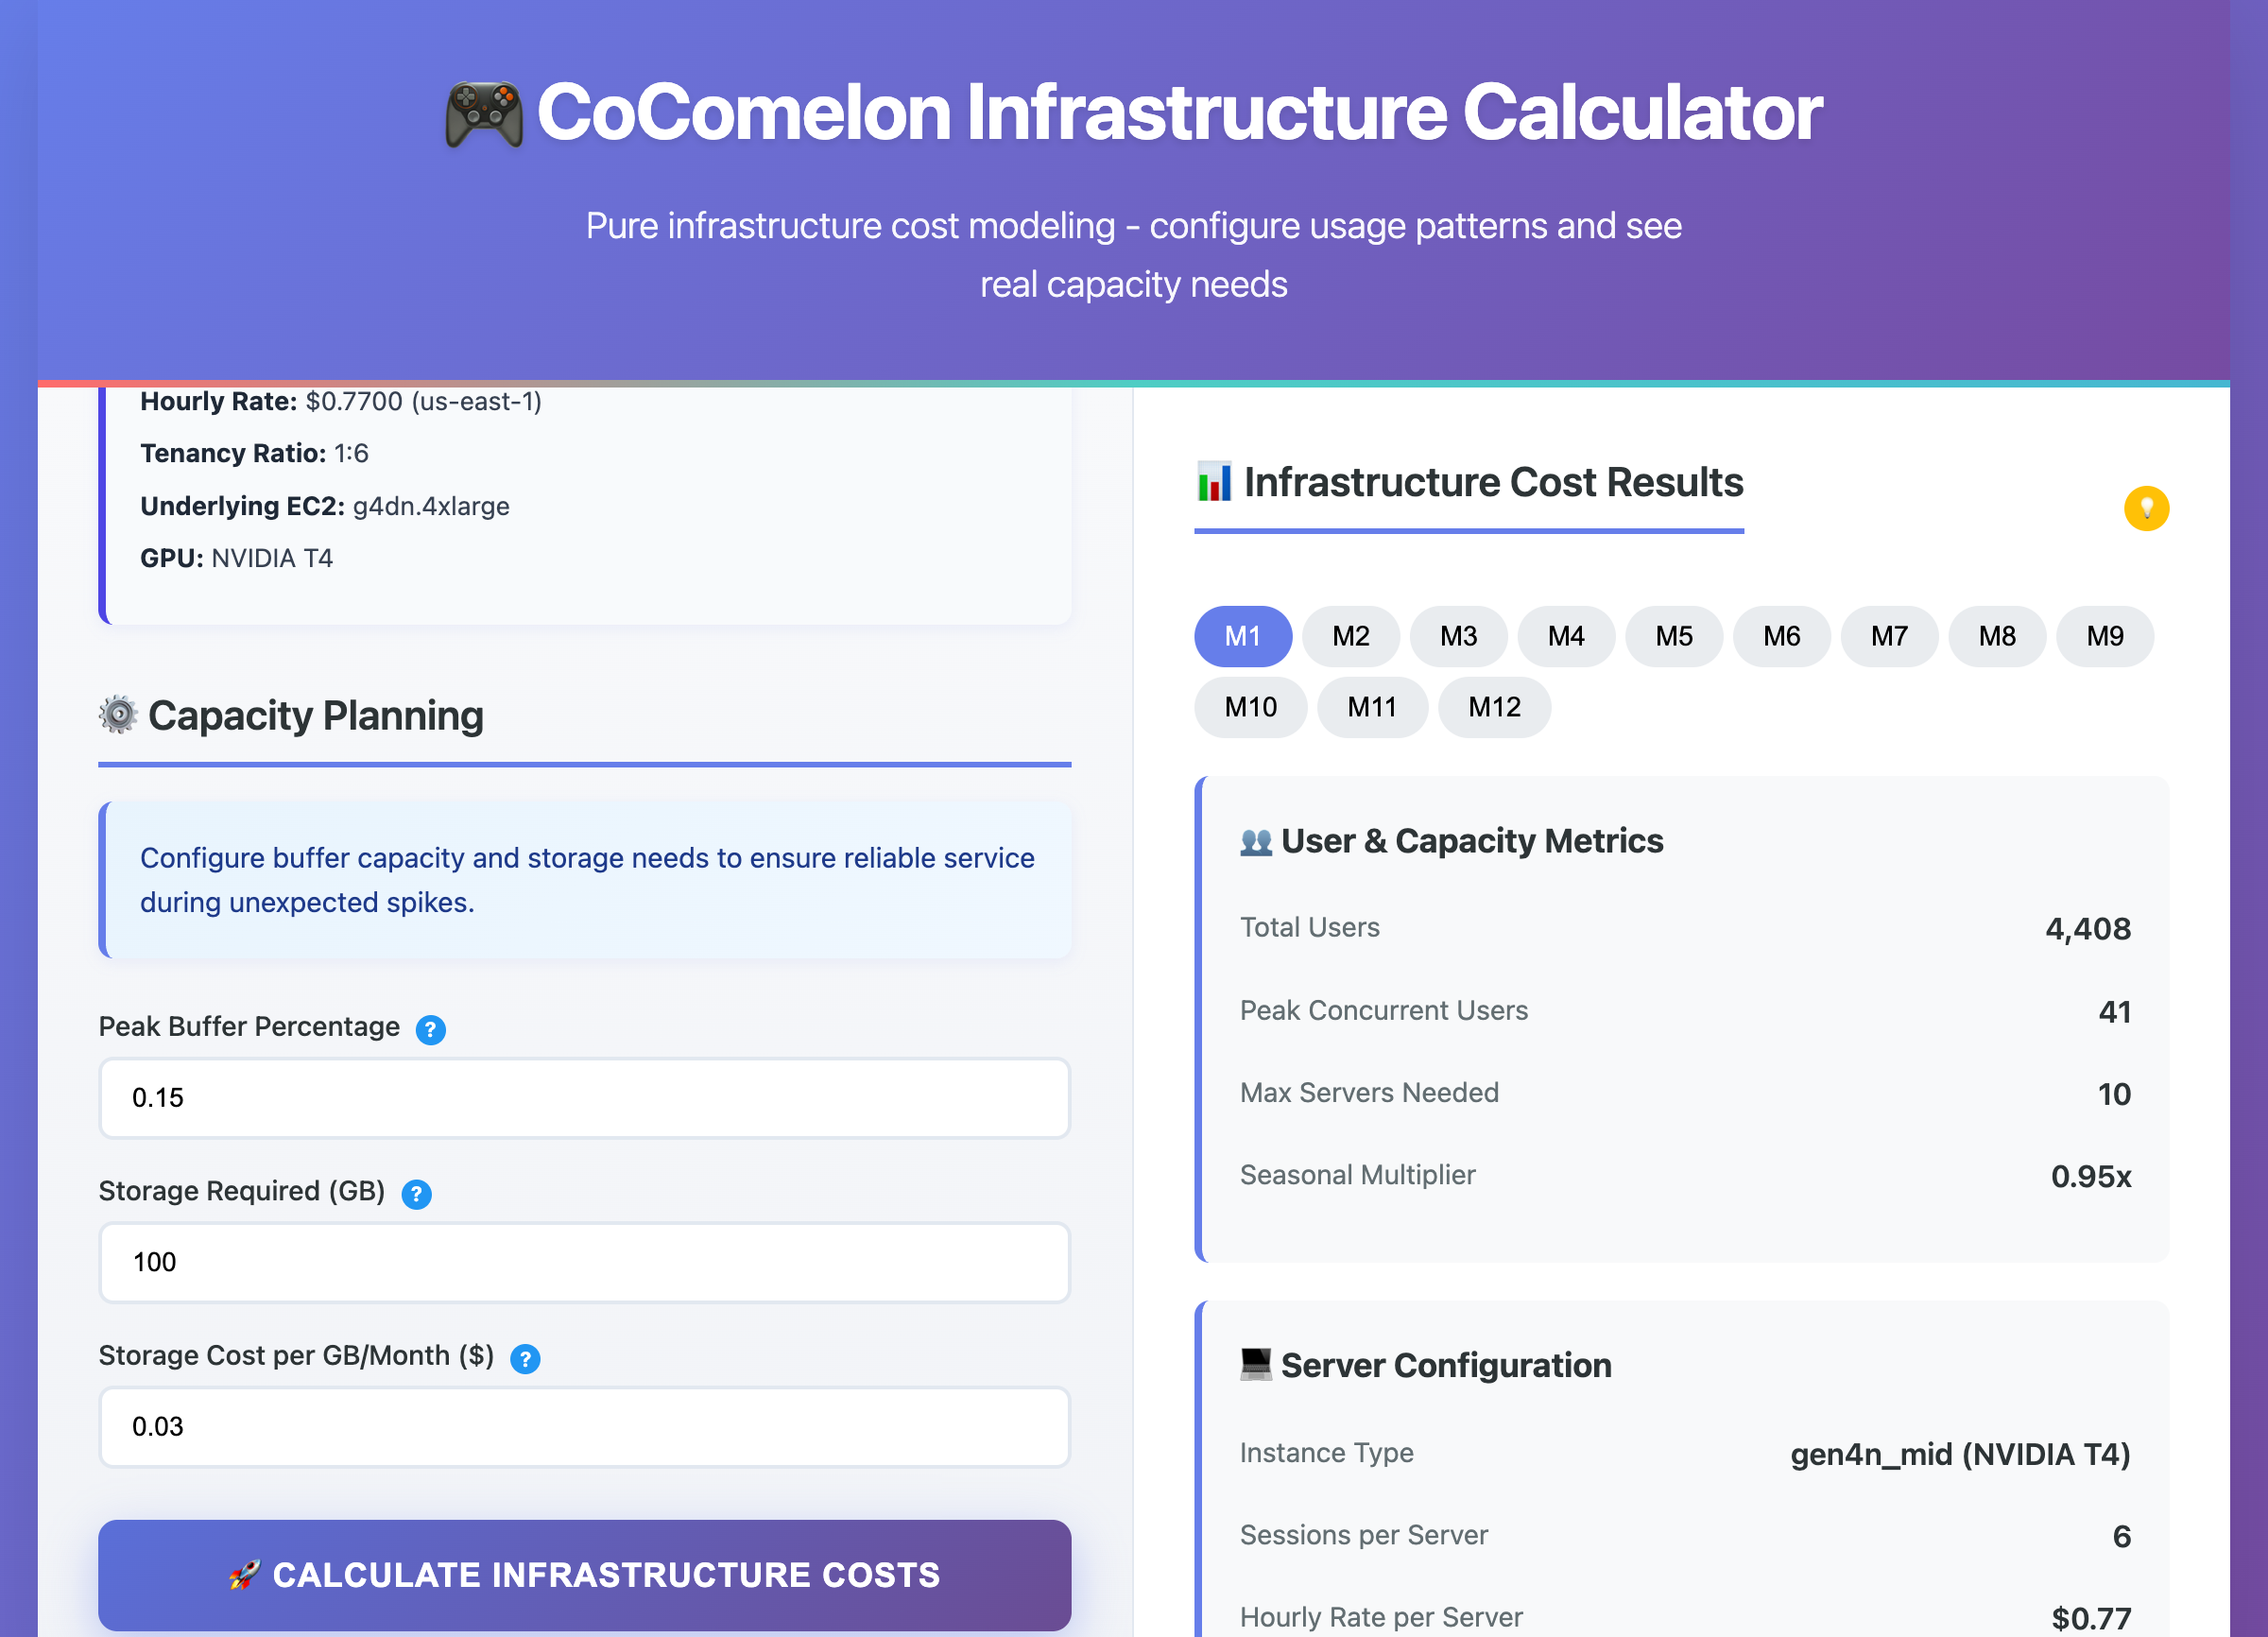 CoComelon Infrastructure Calculator
Pure infrastructure cost modeling - configure usage patterns and see
real capacity needs
Hourly Rate: $0.7700 (us-east-1)
Tenancy Ratio: 1:6
Underlying EC2: g4dn.4xlarge
GPU: NVIDIA T4
Capacity Planning
Configure buffer capacity and storage needs to ensure reliable service
during unexpected spikes.
Peak Buffer Percentage ?
0.15
Storage Required (GB) ?
100
Storage Cost per GB/Month ($) ?
0.03
CALCULATE INFRASTRUCTURE COSTS
Infrastructure Cost Results
M1 M2 M3 M4 M5 M6 M7 M8 M9
M10 M11 M12
User & Capacity Metrics
Total Users 4,408
Peak Concurrent Users 41
Max Servers Needed 10
Seasonal Multiplier 0.95x
Server Configuration
Instance Type gen4n_mid (NVIDIA T4)
Sessions per Server 6
Hourly Rate per Server $0.77